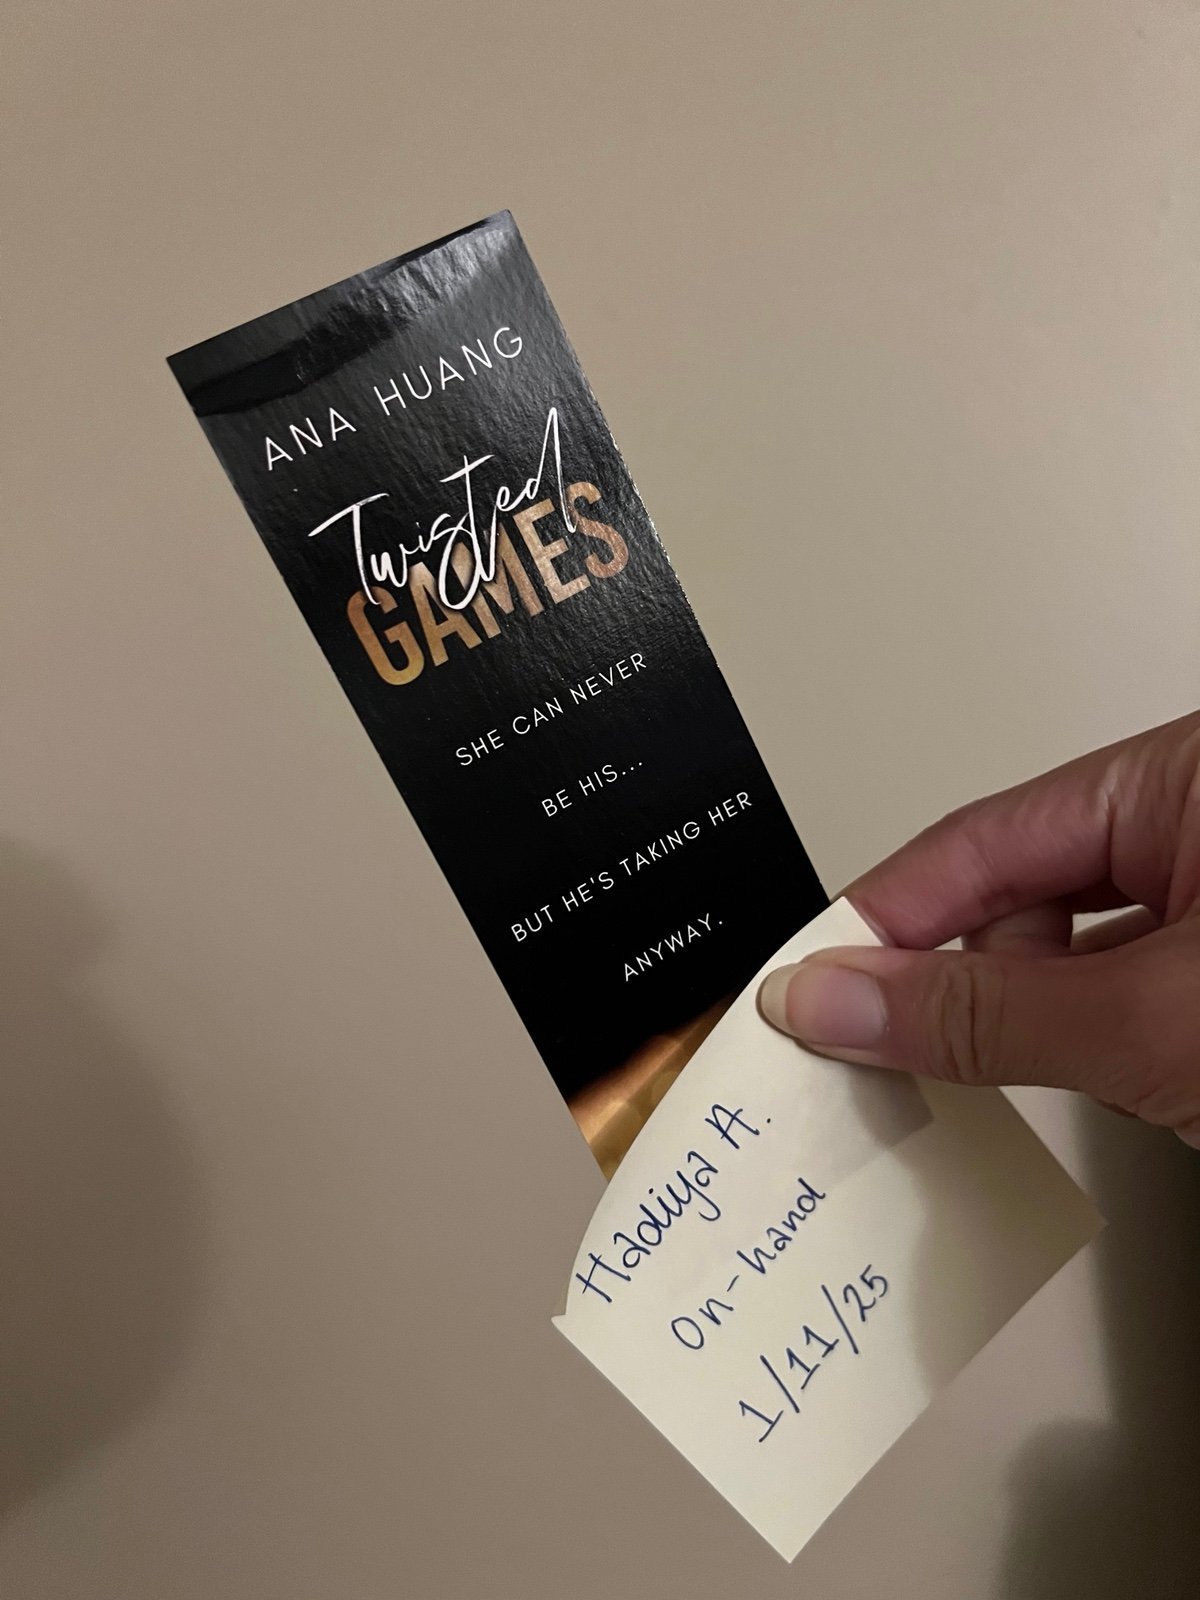 ANA HUANG
Twisted
GAMES
SHE CAN NEVER
BE HIS...
BUT HE'S TAKING HER
ANYWAY.
Hadiya A.
On-hand
1/11/25